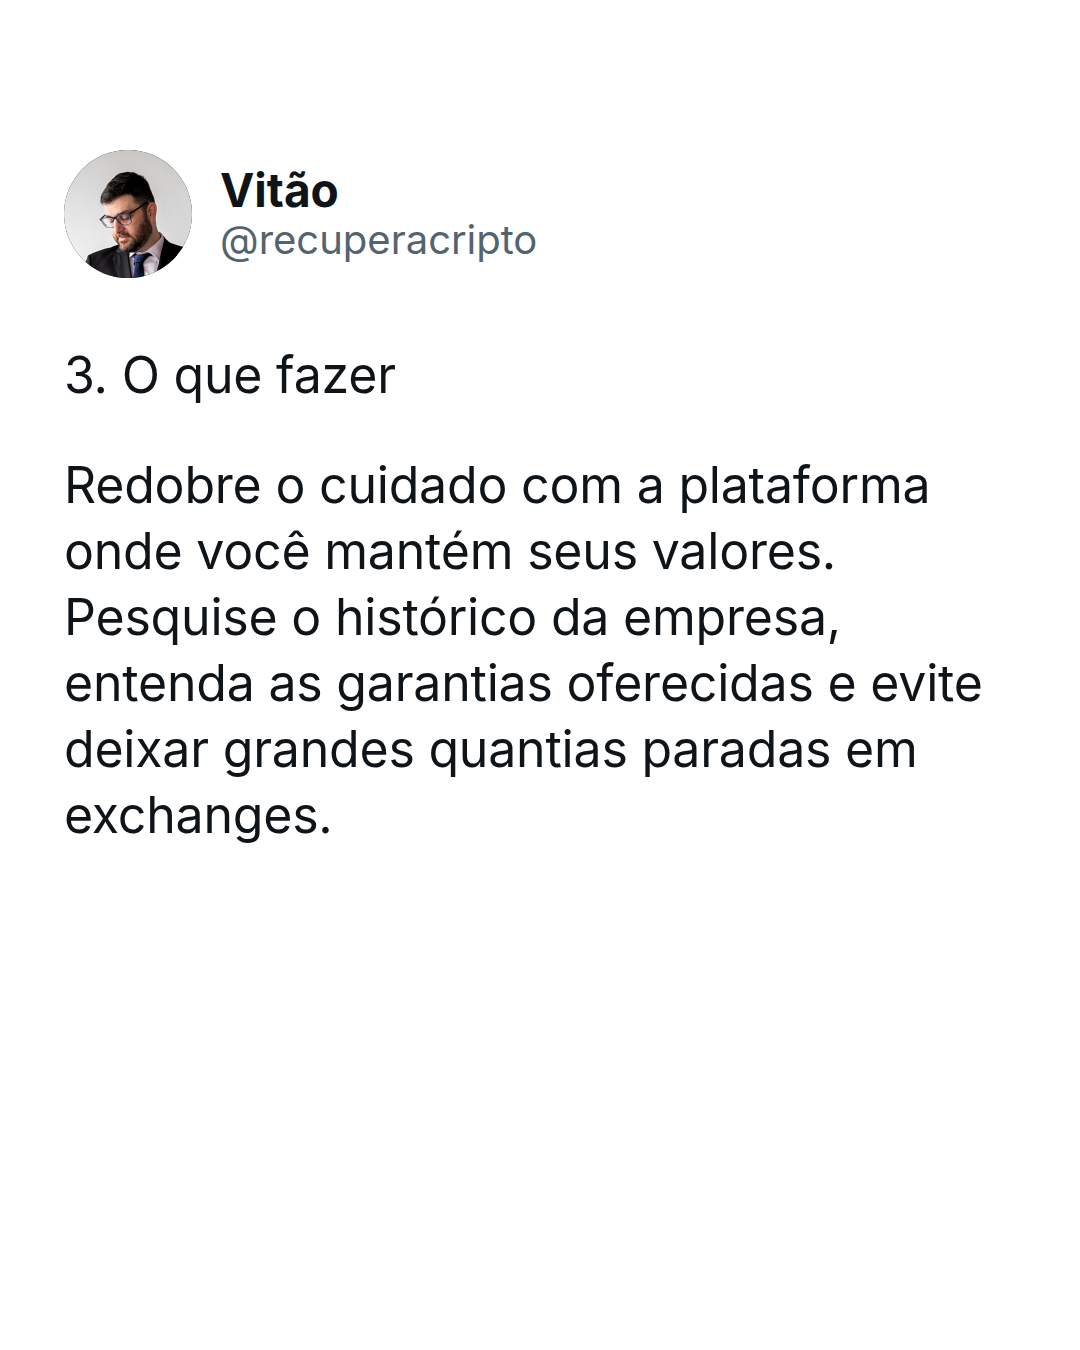 Vitão
@recuperacripto
3. O que fazer
Redobre o cuidado com a plataforma
onde você mantém seus valores.
Pesquise o histórico da empresa,
entenda as garantias oferecidas e evite
deixar grandes quantias paradas em
exchanges.